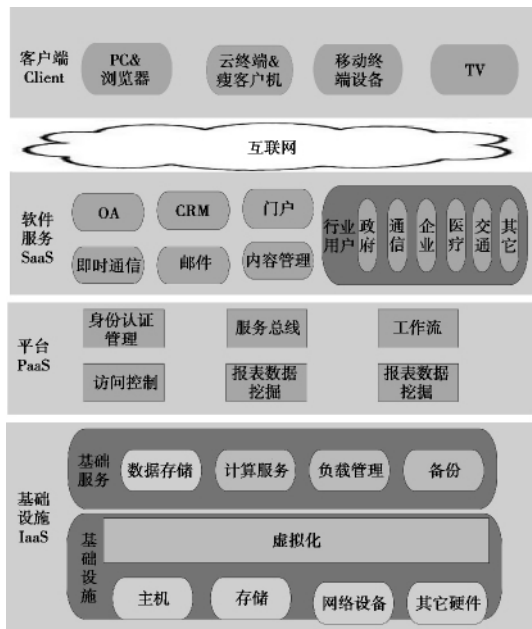 客户端
Client
PC&
浏览器
云终端&
瘦客户机
移动终
端设备
TV
互联网
软件
服务
SaaS
OA
CRM
门户
即时通信
邮件
内容管理
行业
用户
政府
通信
企业
医疗
交通
其它
平台
PaaS
身份认证
管理
服务总线
工作流
访问控制
报表数据
挖掘
报表数据
挖掘
基础
设施
IaaS
基础
服务
数据存储
计算服务
负载管理
备份
基础设施
虚拟化
主机
存储
网络设备
其它硬件